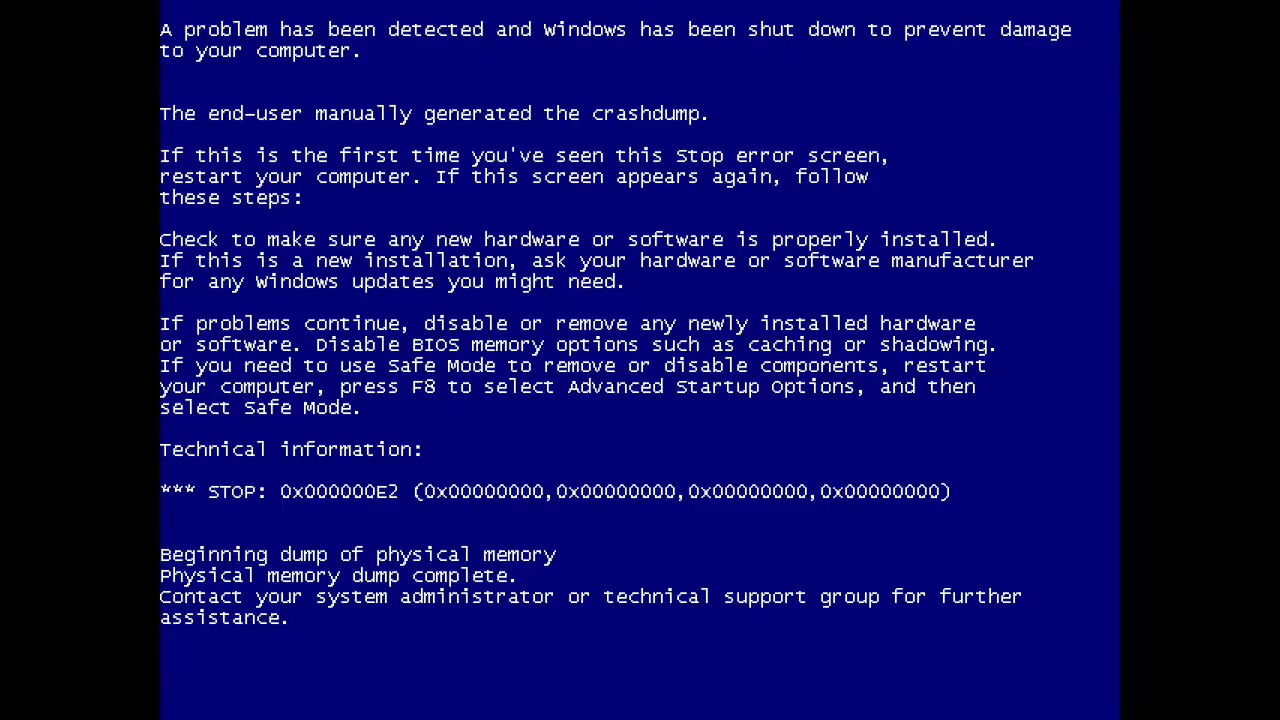 A problem has been detected and Windows has been shut down to prevent damage
to your computer.
The end-user manually generated the crashdump.
If this is the first time you've seen this Stop error screen,
restart your computer. If this screen appears again, follow
these steps:
Check to make sure any new hardware or software is properly installed.
If this is a new installation, ask your hardware or software manufacturer
for any Windows updates you might need.
If problems continue, disable or remove any newly installed hardware
or software. Disable BIOS memory options such as caching or shadowing.
If you need to use Safe Mode to remove or disable components, restart
your computer, press F8 to select Advanced Startup Options, and then
select Safe Mode.
Technical information:
*** STOP: 0x000000E2 (0x00000000,0x00000000,0x00000000,0x00000000)
Beginning dump of physical memory
Physical memory dump complete.
Contact your system administrator or technical support group for further
assistance.